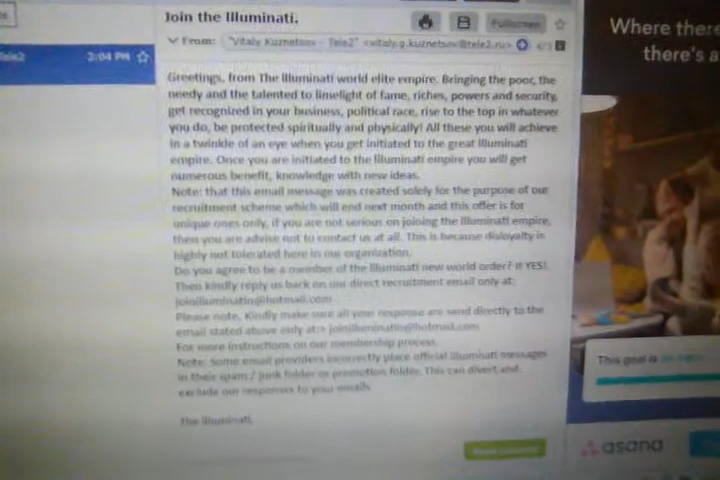 Join the Illuminati.
Fullscreen
From: "Vitaly Kuznetsov - Tele2" <vitaly.g.kuznetsov@tele2.ru>
Tele2 2:04 PM
Greetings, from The Illuminati world elite empire. Bringing the poor, the
needy and the talented to limelight of fame, riches, powers and security,
get recognized in your business, political race, rise to the top in whatever
you do, be protected spiritually and physically! All these you will achieve
in a twinkle of an eye when you get initiated to the great Illuminati
empire. Once you are initiated to the Illuminati empire you will get
numerous benefit, knowledge with new ideas.
Note: that this email message was created solely for the purpose of our
recruitment scheme which will end next month and this offer is for
unique ones only, if you are not serious on joining the Illuminati empire,
then you are advise not to contact us at all. This is because disloyalty is
highly not tolerated here in our organization.
Do you agree to be a member of the Illuminati new world order? If YES!.
Then kindly reply us back on our direct recruitment email only at:
joinilluminatin@hotmail.com
Please note, Kindly make sure all your response are send directly to the
email stated above only at:> joinilluminatin@hotmail.com
For more instructions on our membership process.
Note: Some email providers incorrectly place official Illuminati messages
in their spam / junk folder or promotion folder. This can divert and
exclude our responses to your emails
The Illuminati.
Where there
there's a
This goal is
asana